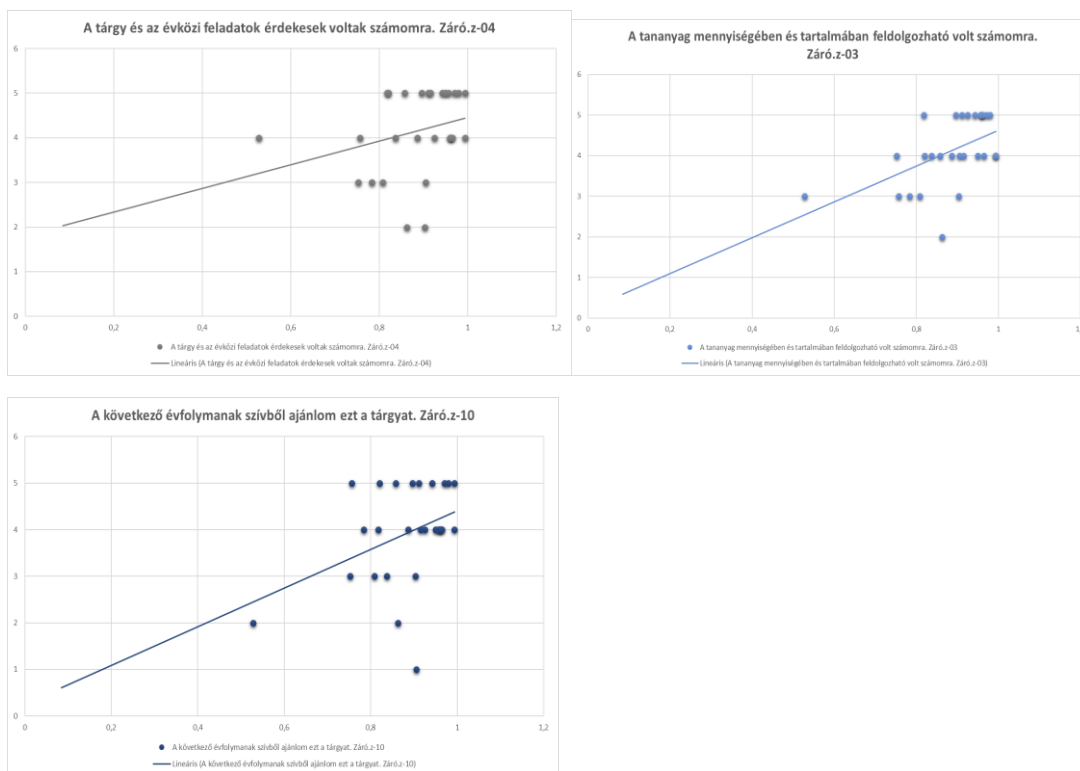 A tárgy és az évközi feladatok érdekesek voltak számomra. Záró.z-04
6
5
4
3
2
1
0
0 0,2 0,4 0,6 0,8 1 1,2
A tárgy és az évközi feladatok érdekesek voltak számomra. Záró.z-04
Lineáris (A tárgy és az évközi feladatok érdekesek voltak számomra. Záró.z-04)
A tananyag mennyiségében és tartalmában feldolgozható volt számomra.
Záró.z-03
6
5
4
3
2
1
0
0 0,2 0,4 0,6 0,8 1 1,2
A tananyag mennyiségében és tartalmában feldolgozható volt számomra. Záró.z-03
Lineáris (A tananyag mennyiségében és tartalmában feldolgozható volt számomra. Záró.z-03)
A következő évfolymanak szívből ajánlom ezt a tárgyat. Záró.z-10
6
5
4
3
2
1
0
0 0,2 0,4 0,6 0,8 1 1,2
A következő évfolymanak szívből ajánlom ezt a tárgyat. Záró.z-10
Lineáris (A következő évfolymanak szívből ajánlom ezt a tárgyat. Záró.z-10)